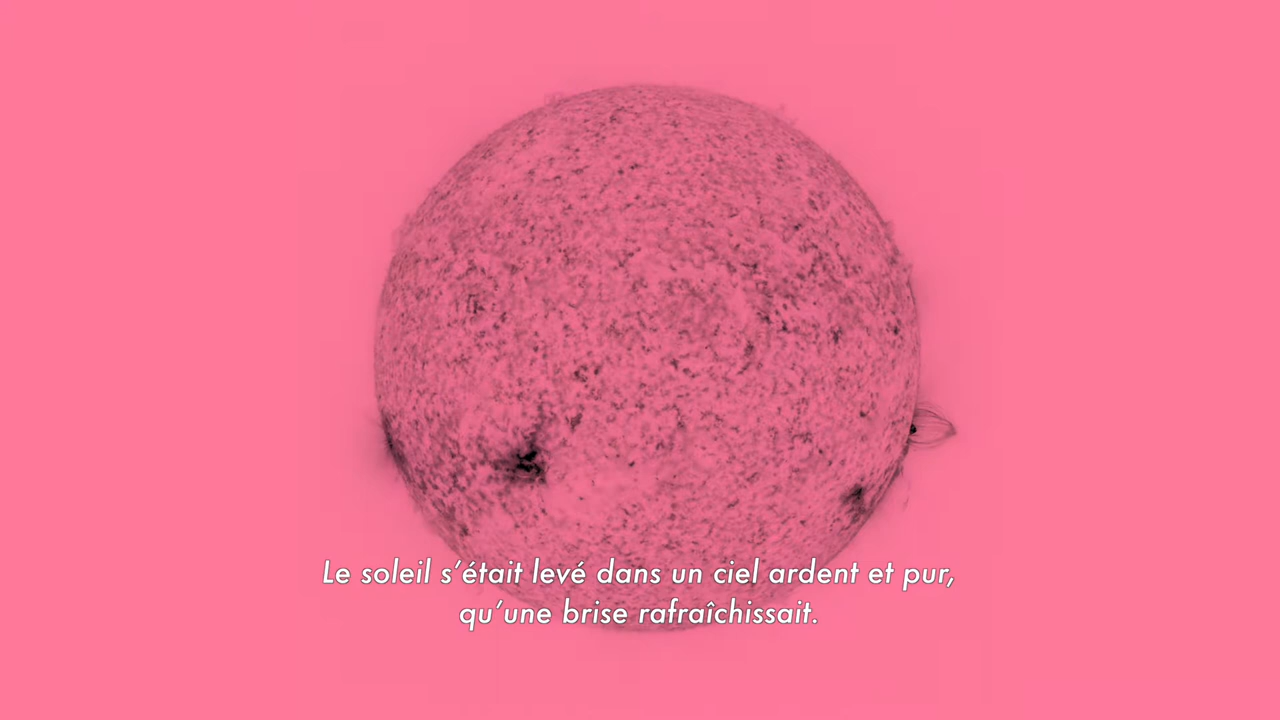 Le soleil s’était levé dans un ciel ardent et pur,
qu’une brise rafraîchissait.